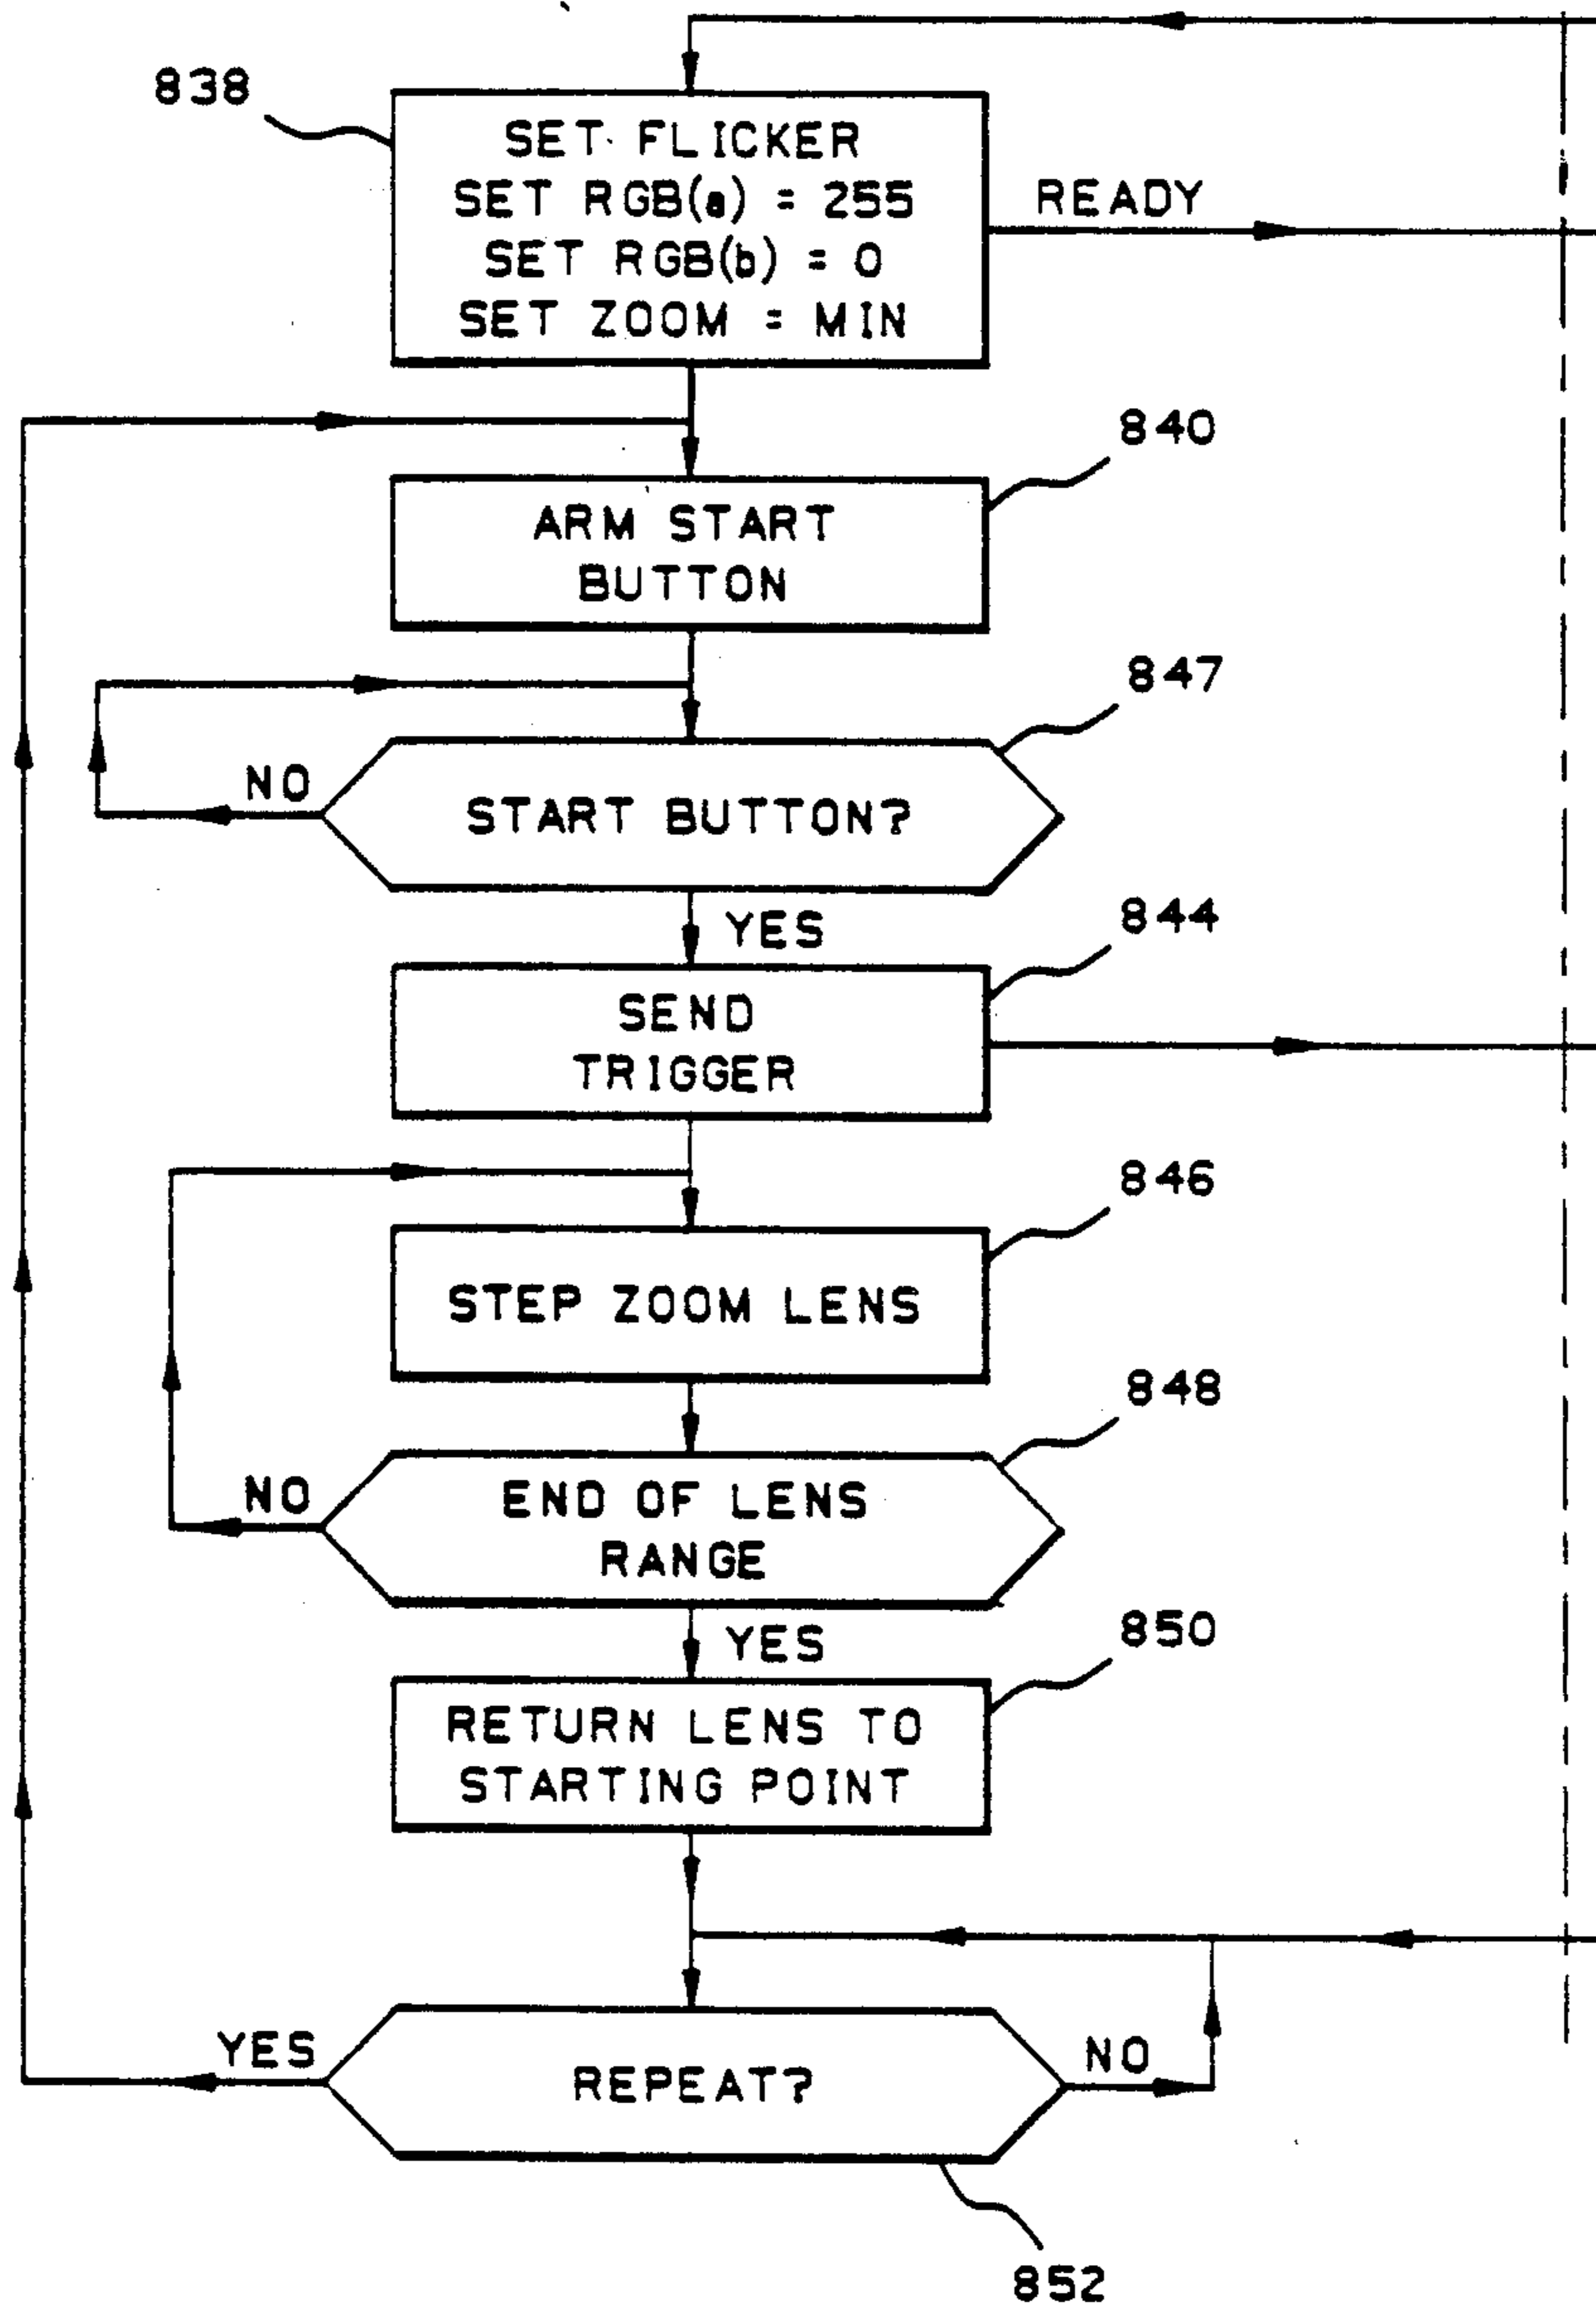 838
SET FLICKER
SET RGB(a) = 255
SET RGB(b) = 0
SET ZOOM = MIN
READY
840
ARM START
BUTTON
847
NO
START BUTTON?
YES
844
SEND
TRIGGER
846
STEP ZOOM LENS
848
NO
END OF LENS
RANGE
YES
850
RETURN LENS TO
STARTING POINT
YES
REPEAT?
NO
852